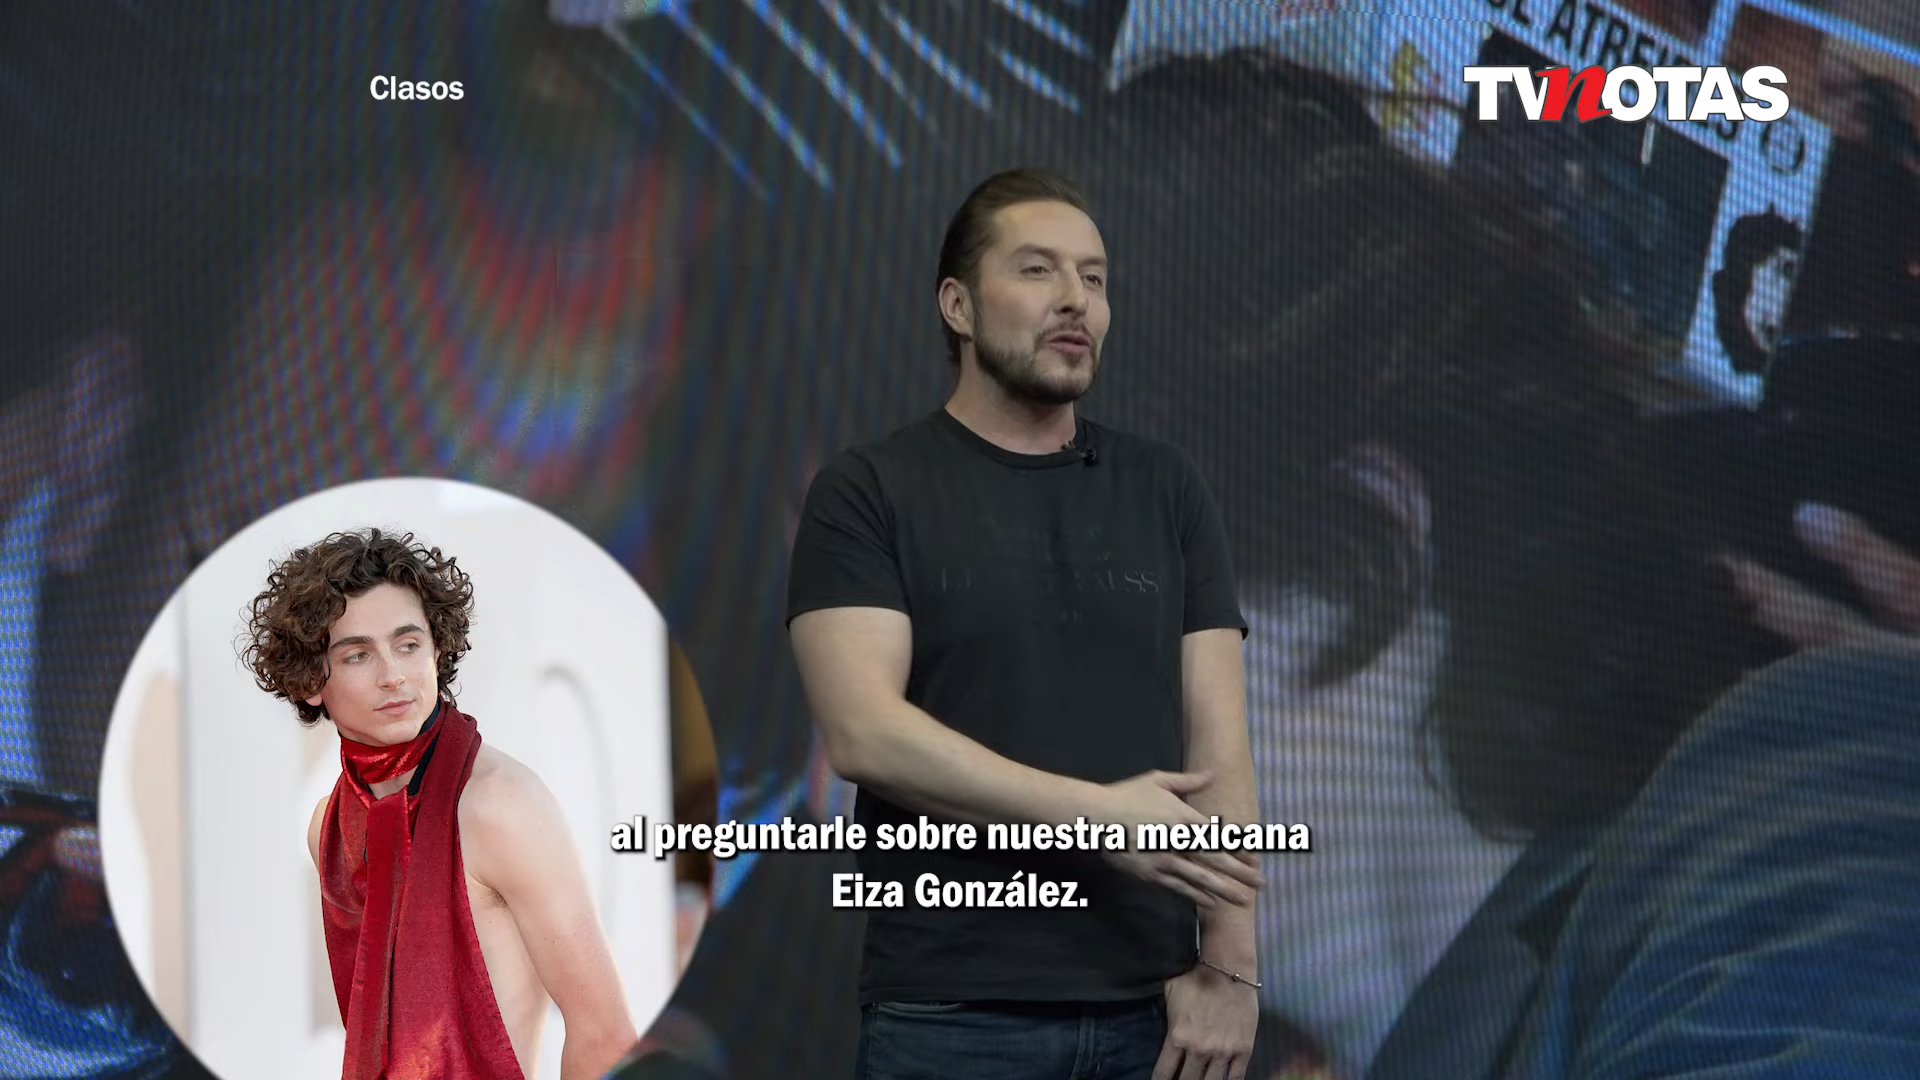 Clasos
TVnOTAS
al preguntarle sobre nuestra mexicana
Eiza González.